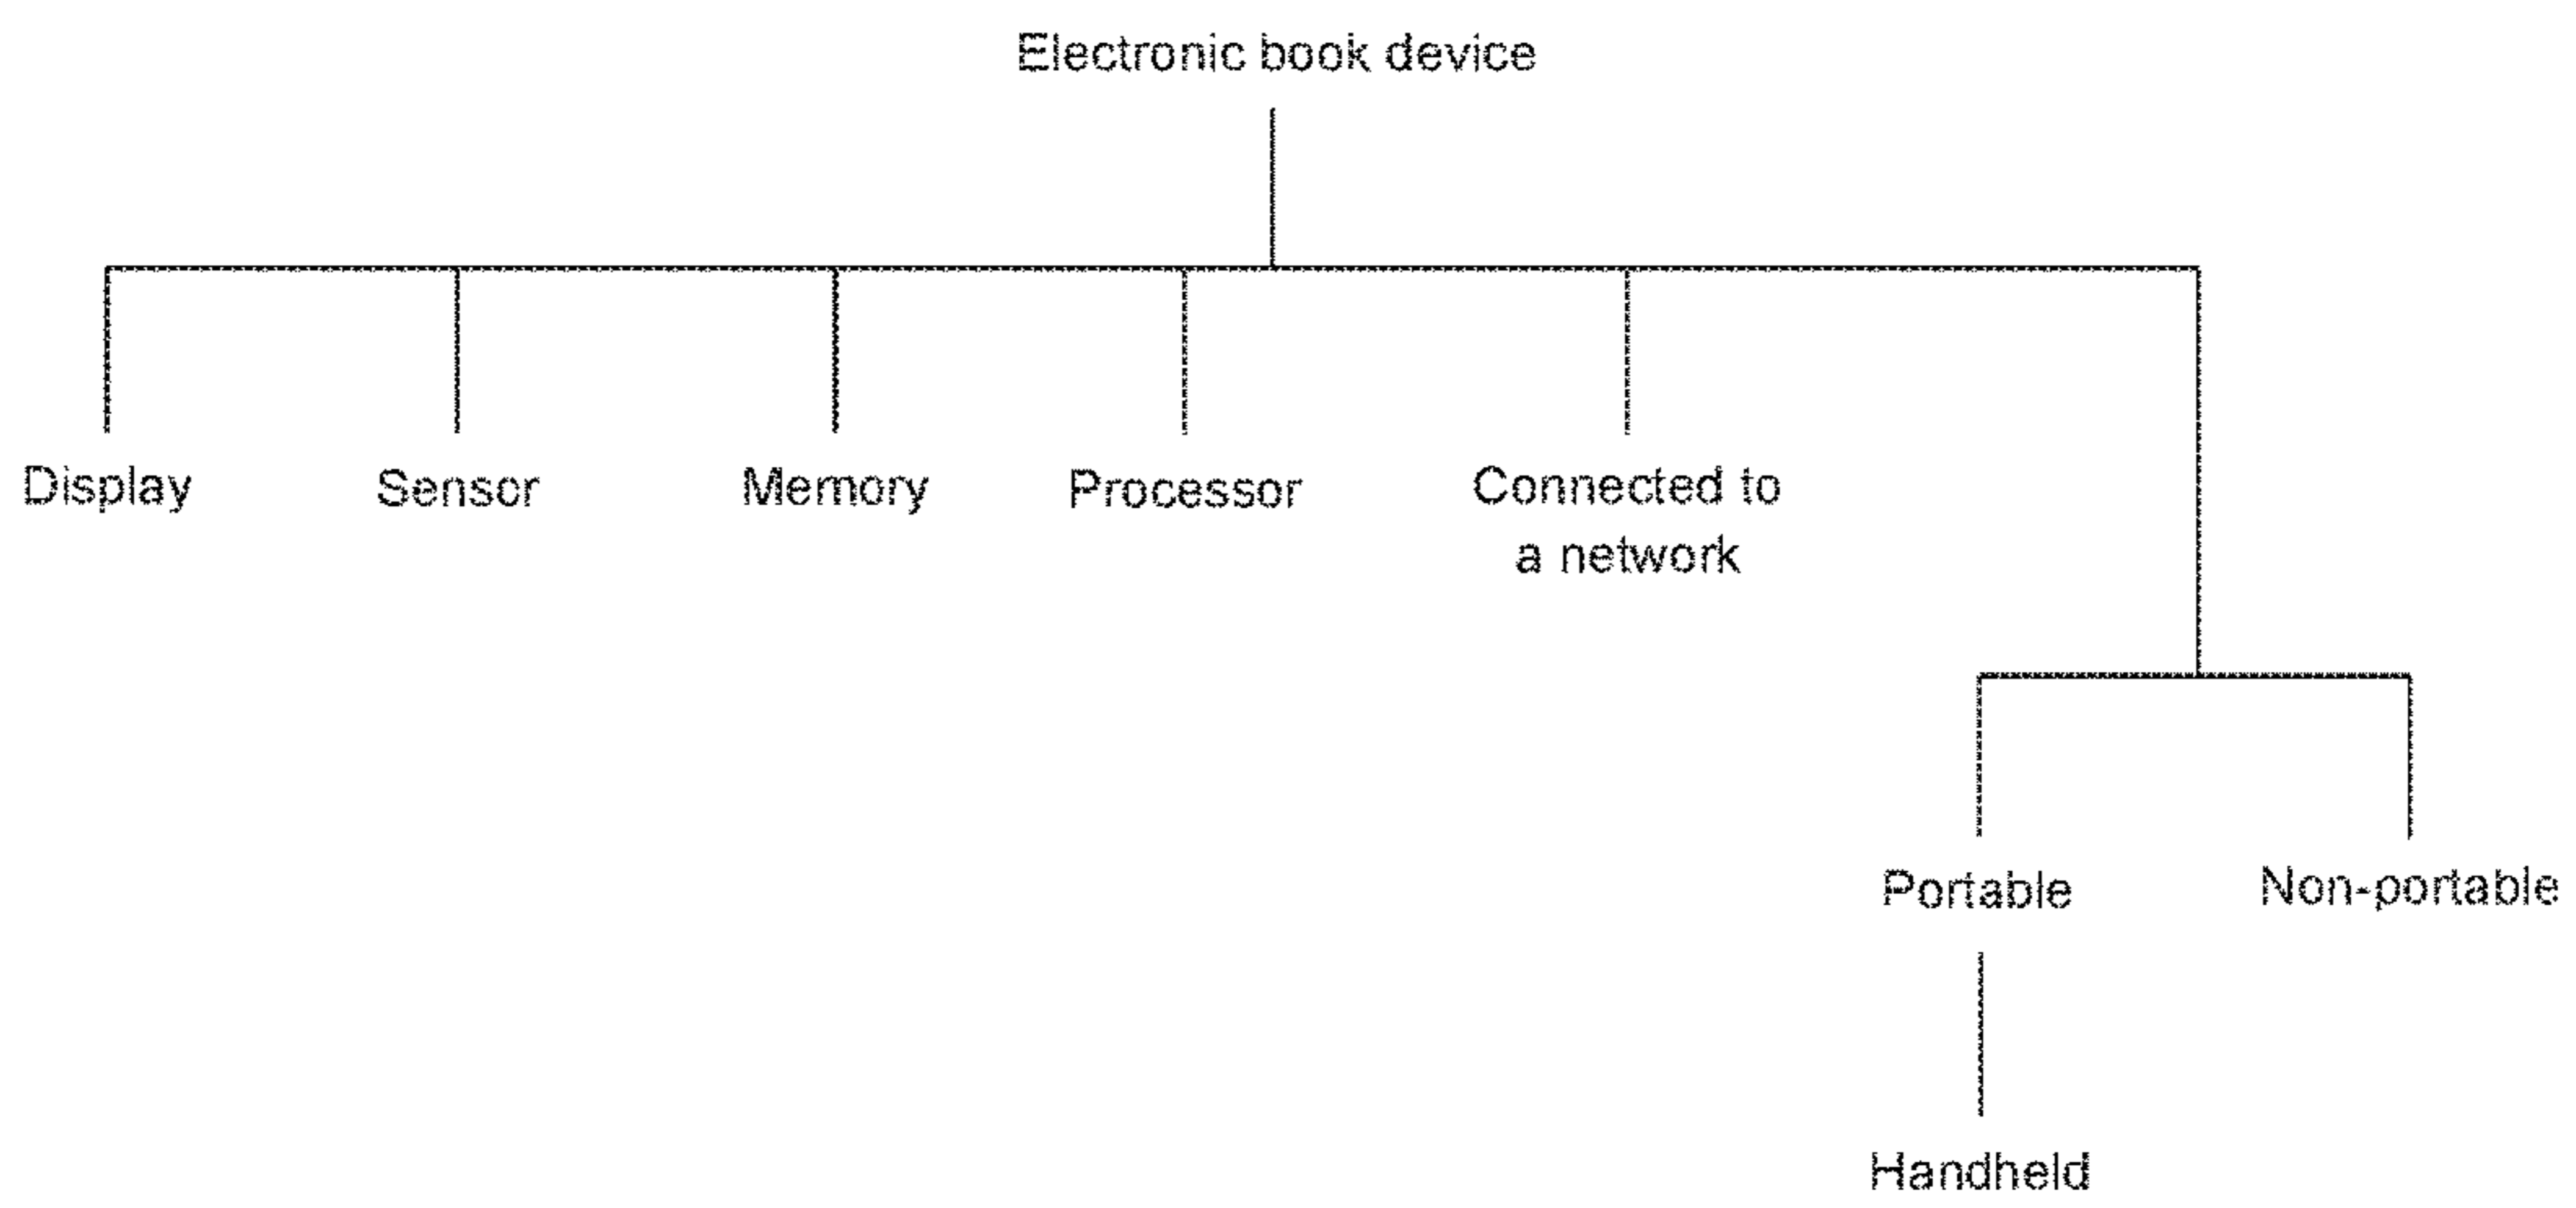 Electronic book device
Display
Sensor
Memory
Processor
Connected to
a network
Portable
Non-portable
Handheld